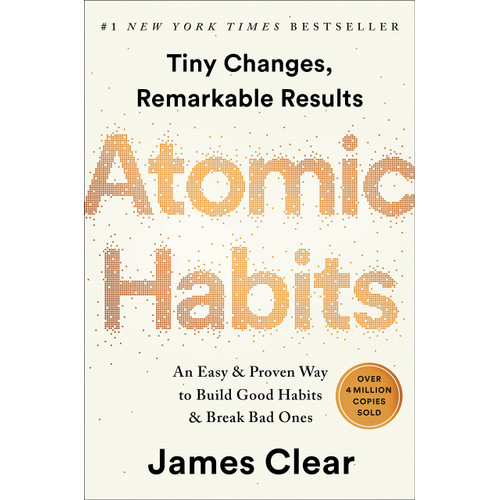 #1 NEW YORK TIMES BESTSELLER
Tiny Changes,
Remarkable Results
Atomic
Habits
An Easy & Proven Way
to Build Good Habits
& Break Bad Ones
OVER
4 MILLION
COPIES
SOLD
James Clear